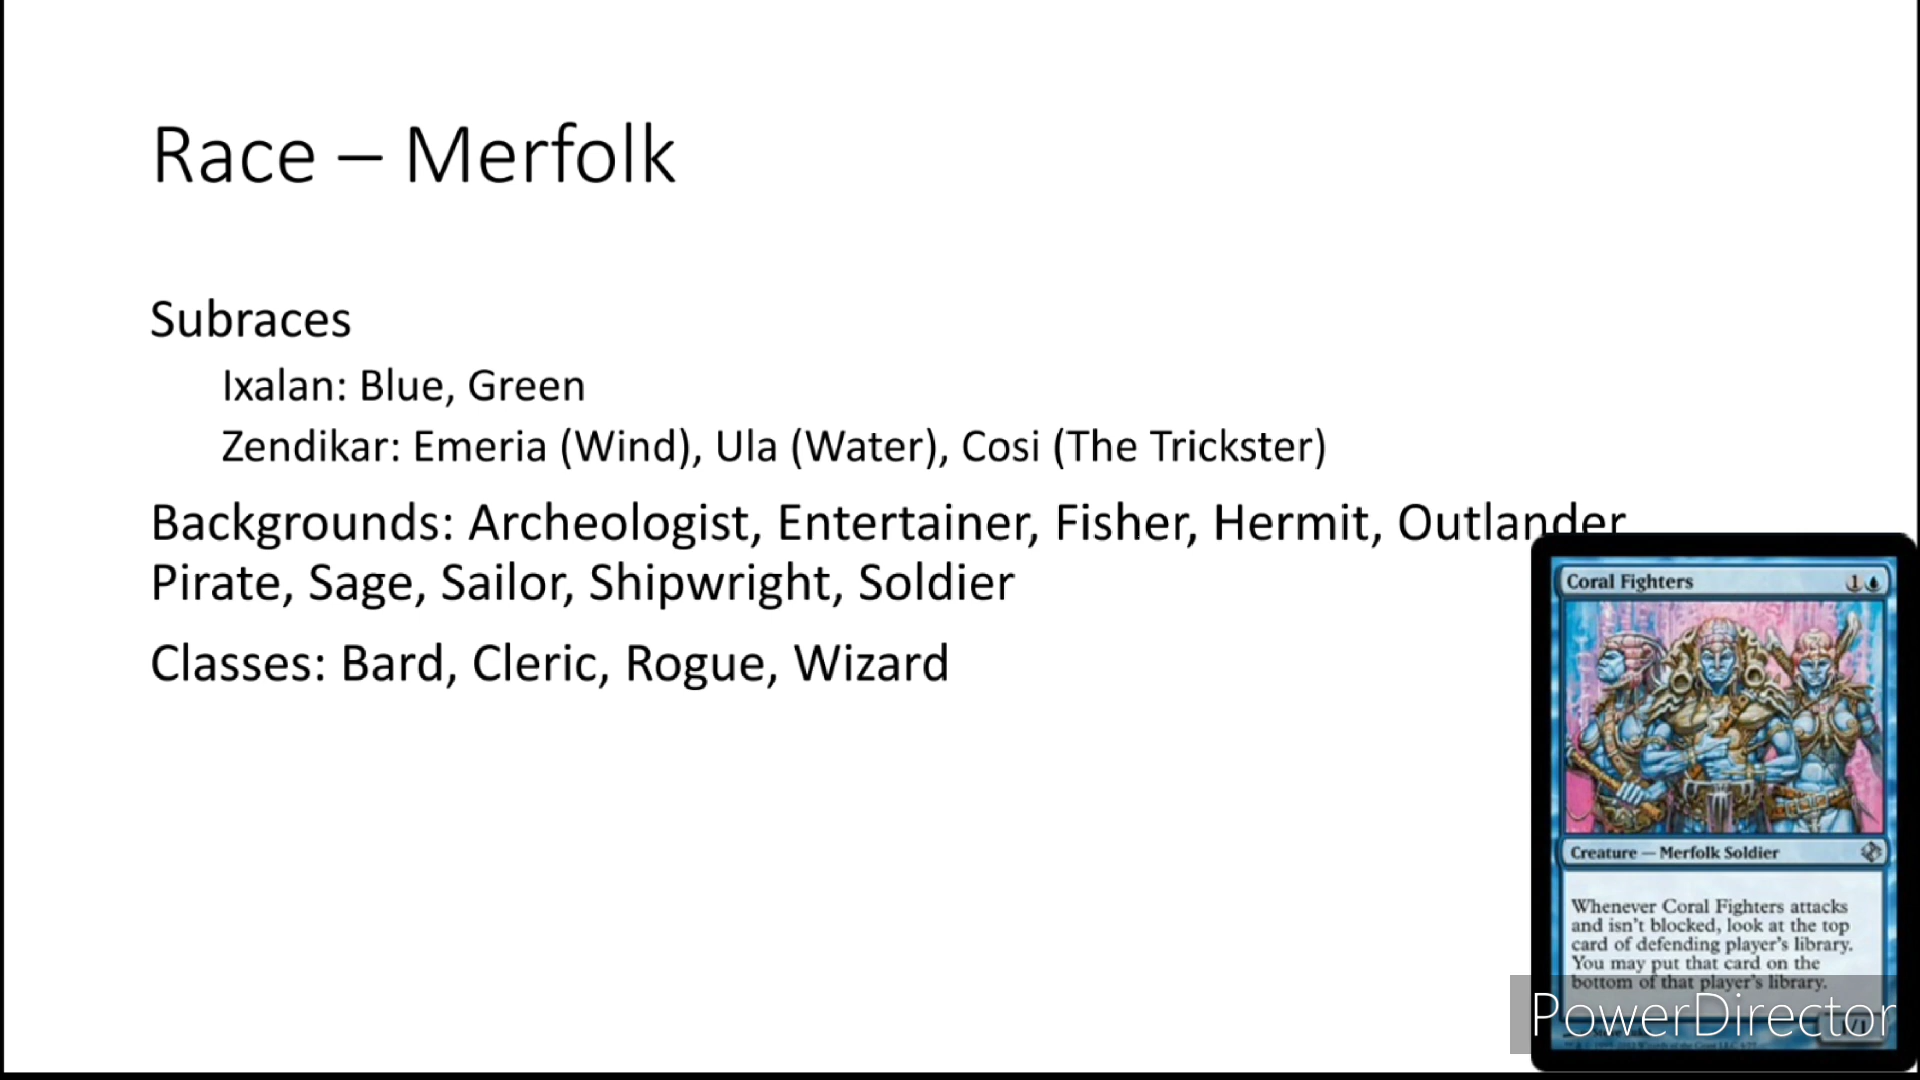 Race – Merfolk
Subraces
Ixalan: Blue, Green
Zendikar: Emeria (Wind), Ula (Water), Cosi (The Trickster)
Backgrounds: Archeologist, Entertainer, Fisher, Hermit, Outlander
Pirate, Sage, Sailor, Shipwright, Soldier
Classes: Bard, Cleric, Rogue, Wizard
Coral Fighters 1
Creature — Merfolk Soldier
Whenever Coral Fighters attacks
and isn't blocked, look at the top
card of defending player's library.
You may put that card on the
bottom of that player's library.
PowerDirector